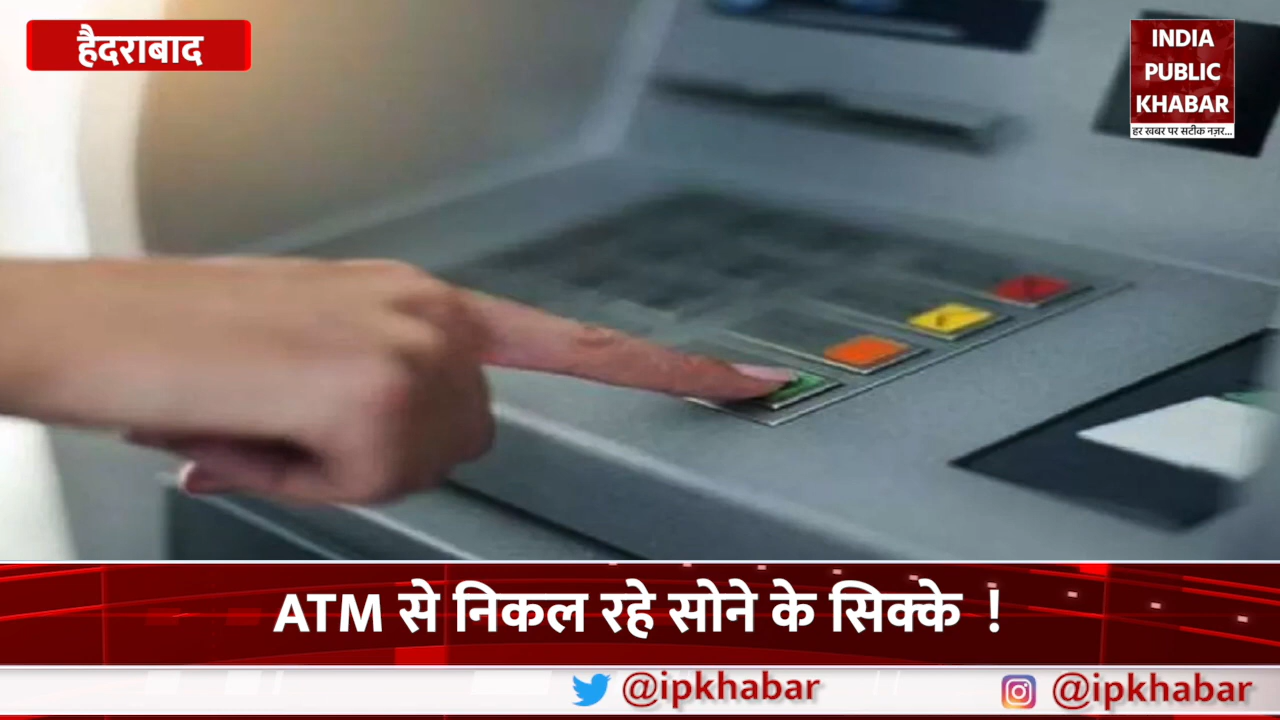 हैदराबाद
INDIA
PUBLIC
KHABAR
हर खबर पर सटीक नज़र...
ATM से निकल रहे सोने के सिक्के !
@ipkhabar
@ipkhabar